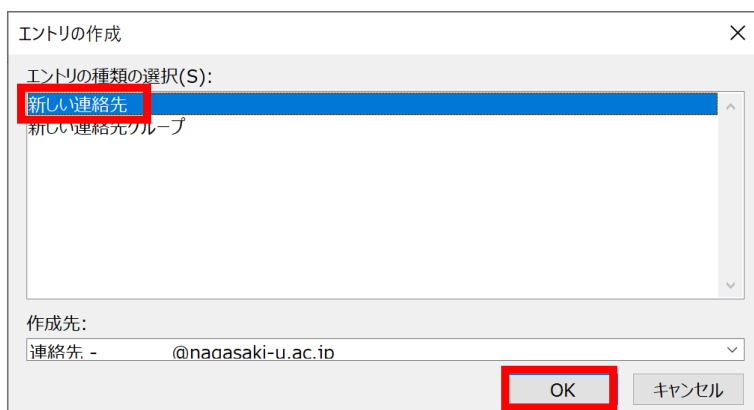 エントリの作成
エントリの種類の選択(S):
新しい連絡先
新しい連絡先グループ
作成先:
連絡先 - @nagasaki-u.ac.jp
OK キャンセル